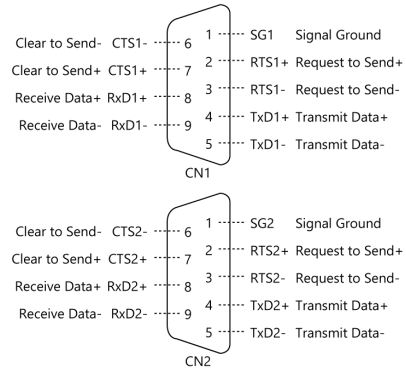 1 SG1 Signal Ground
Clear to Send- CTS1- 6
2 RTS1+ Request to Send+
Clear to Send+ CTS1+ 7
3 RTS1- Request to Send-
Receive Data+ RxD1+ 8
4 TxD1+ Transmit Data+
Receive Data- RxD1- 9
5 TxD1- Transmit Data-
CN1
1 SG2 Signal Ground
Clear to Send- CTS2- 6
2 RTS2+ Request to Send+
Clear to Send+ CTS2+ 7
3 RTS2- Request to Send-
Receive Data+ RxD2+ 8
4 TxD2+ Transmit Data+
Receive Data- RxD2- 9
5 TxD2- Transmit Data-
CN2